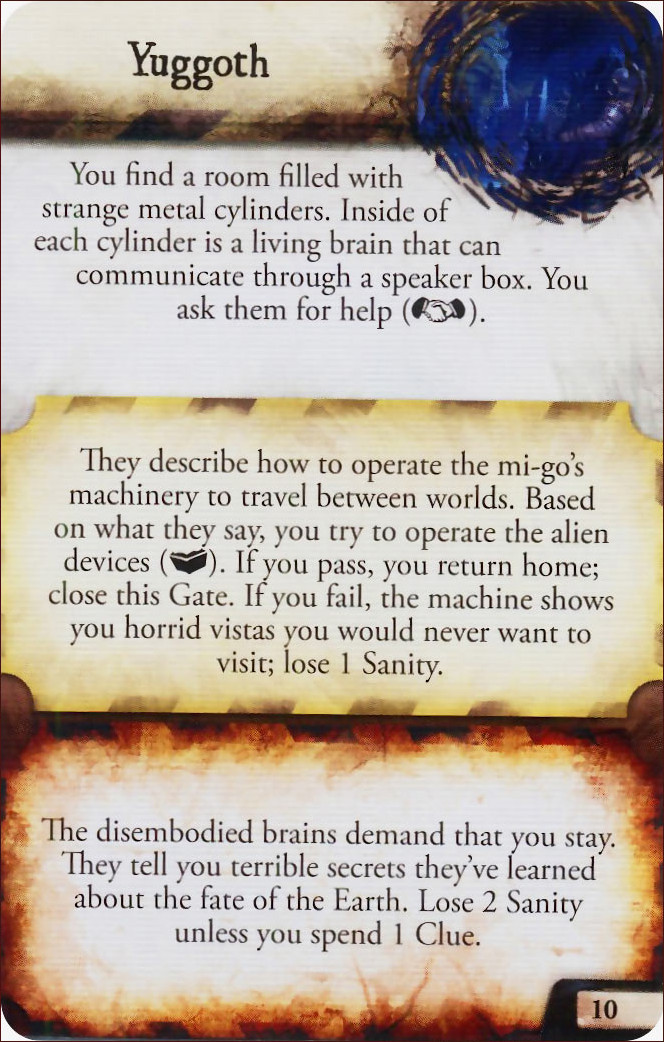 Yuggoth
You find a room filled with
strange metal cylinders. Inside of
each cylinder is a living brain that can
communicate through a speaker box. You
ask them for help ( ).
They describe how to operate the mi-go's
machinery to travel between worlds. Based
on what they say, you try to operate the alien
devices ( ). If you pass, you return home;
close this Gate. If you fail, the machine shows
you horrid vistas you would never want to
visit; lose 1 Sanity.
The disembodied brains demand that you stay.
They tell you terrible secrets they've learned
about the fate of the Earth. Lose 2 Sanity
unless you spend 1 Clue.
10